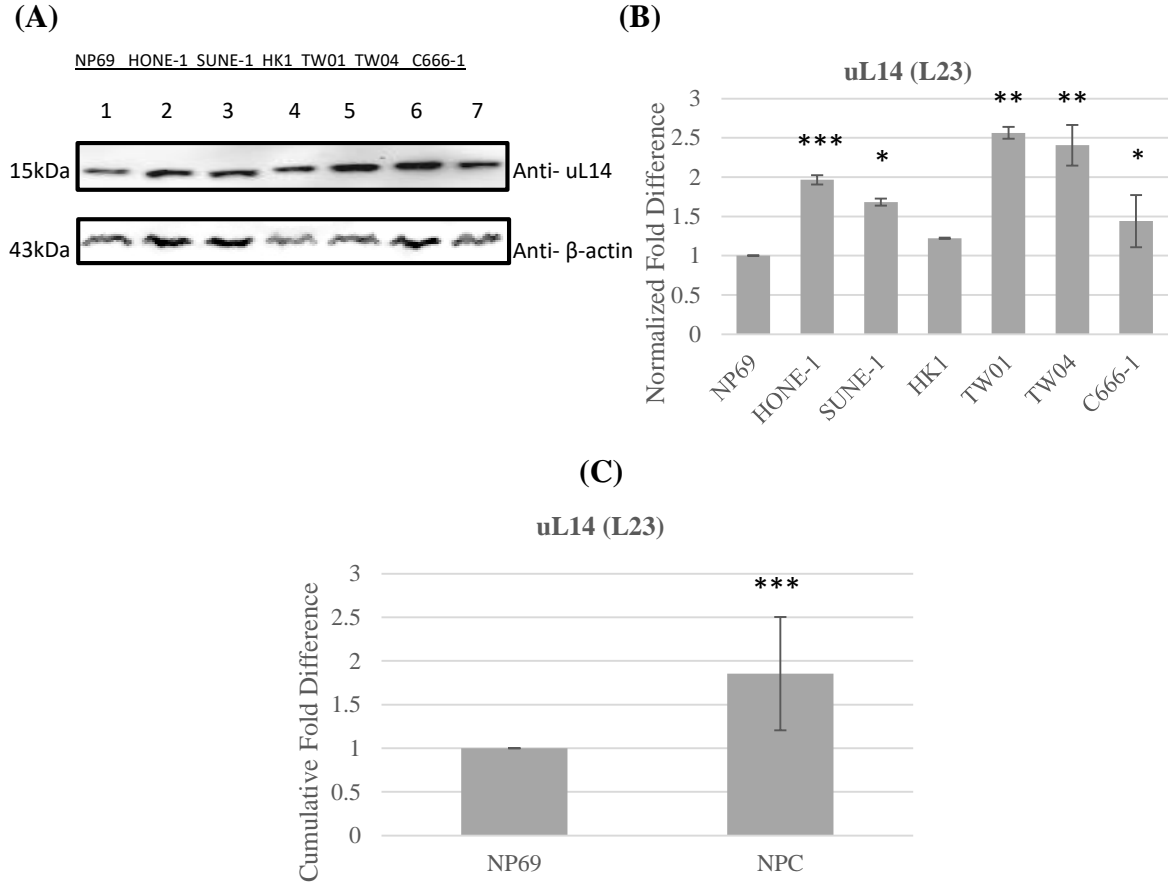 (A)
NP69 HONE-1 SUNE-1 HK1 TW01 TW04 C666-1
1 2 3 4 5 6 7
15kDa Anti- uL14
43kDa Anti- β-actin
(B)
uL14 (L23)
Normalized Fold Difference
3
2.5
2
1.5
1
0.5
0
*** * ** ** *
NP69 HONE-1 SUNE-1 HK1 TW01 TW04 C666-1
(C)
uL14 (L23)
Cumulative Fold Difference
3
2.5
2
1.5
1
0.5
0
***
NP69 NPC